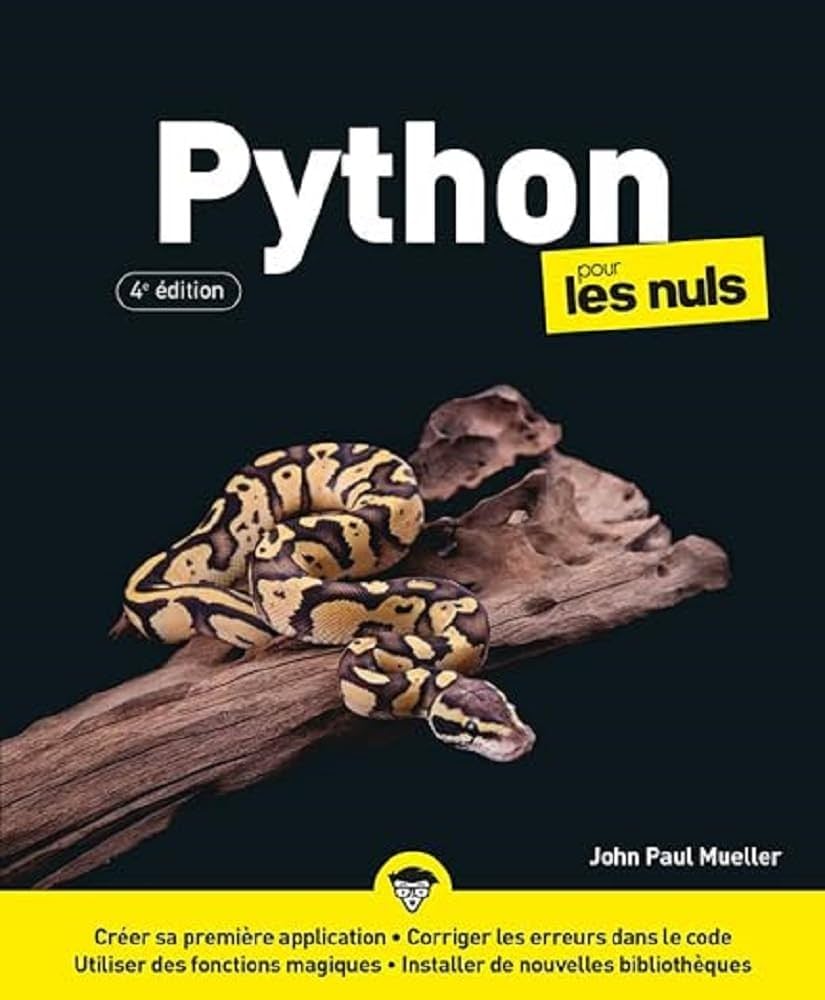 Python
pour
les nuls
4e édition
John Paul Mueller
Créer sa première application • Corriger les erreurs dans le code
Utiliser des fonctions magiques • Installer de nouvelles bibliothèques